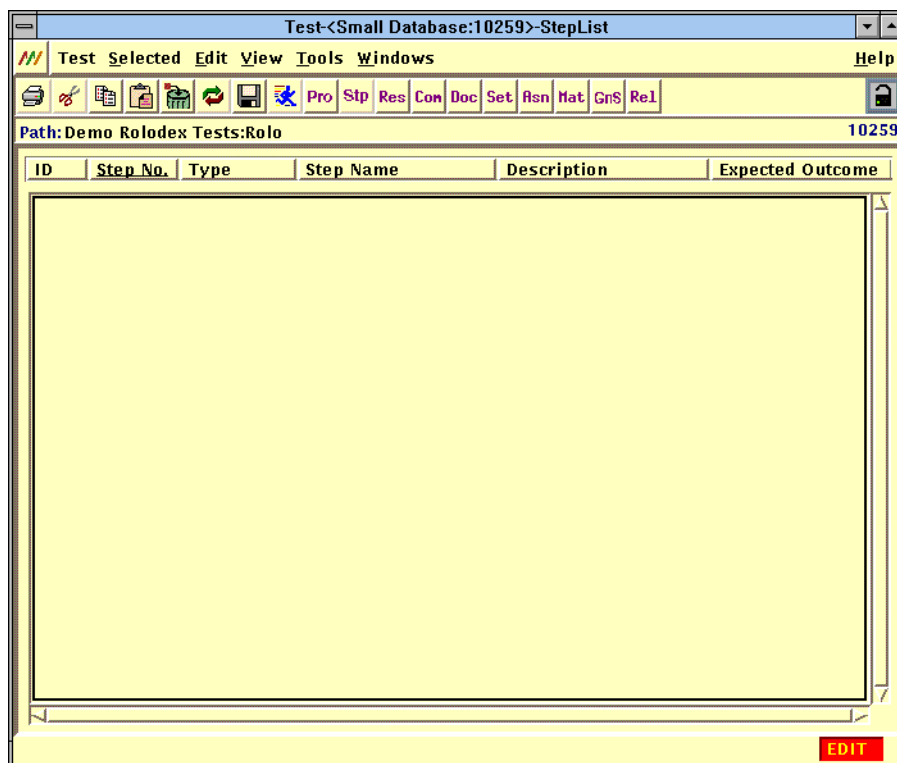 Test-<Small Database:10259>-StepList
Test Selected Edit View Tools Windows Help
Pro Stp Res Com Doc Set Asn Mat GnS Rel
Path: Demo Rolodex Tests:Rolo 10259
ID Step No. Type Step Name Description Expected Outcome
EDIT